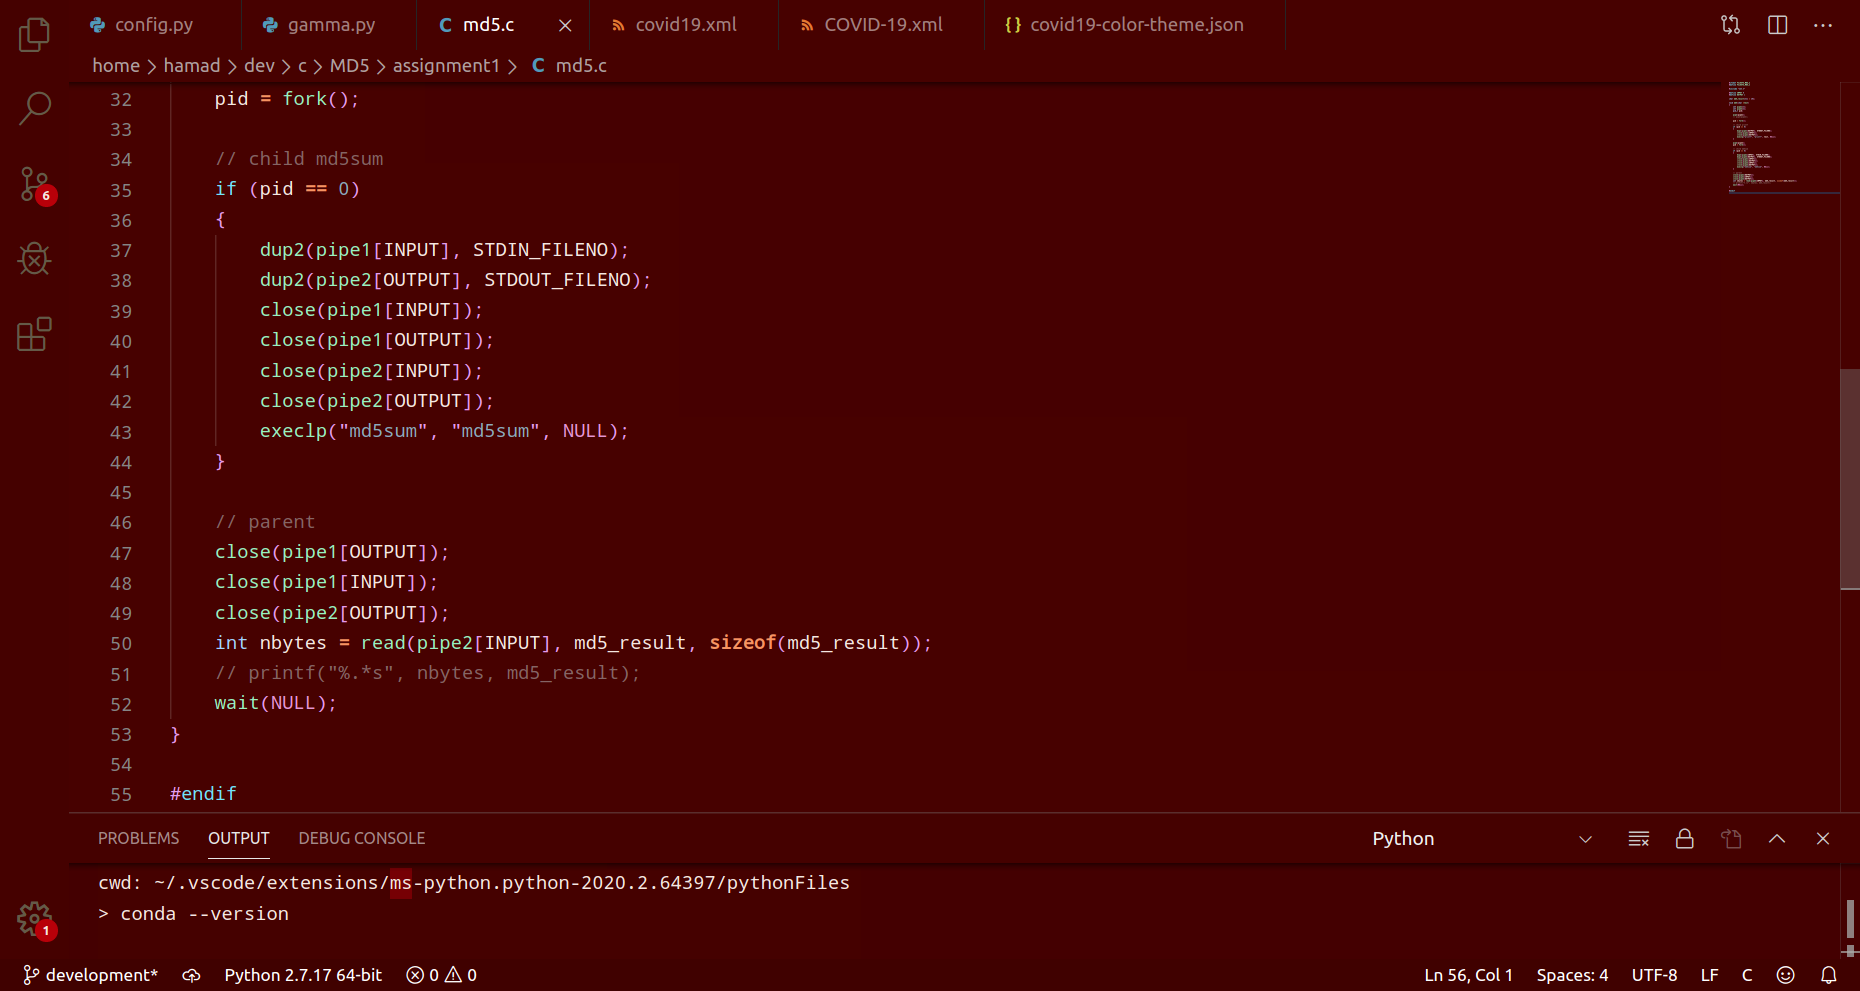 config.py gamma.py C md5.c covid19.xml COVID-19.xml {} covid19-color-theme.json
home > hamad > dev > c > MD5 > assignment1 > C md5.c
32 pid = fork();
33
34 // child md5sum
35 if (pid == 0)
36 {
37 dup2(pipe1[INPUT], STDIN_FILENO);
38 dup2(pipe2[OUTPUT], STDOUT_FILENO);
39 close(pipe1[INPUT]);
40 close(pipe1[OUTPUT]);
41 close(pipe2[INPUT]);
42 close(pipe2[OUTPUT]);
43 execlp("md5sum", "md5sum", NULL);
44 }
45
46 // parent
47 close(pipe1[OUTPUT]);
48 close(pipe1[INPUT]);
49 close(pipe2[OUTPUT]);
50 int nbytes = read(pipe2[INPUT], md5_result, sizeof(md5_result));
51 // printf("%.*s", nbytes, md5_result);
52 wait(NULL);
53 }
54
55 #endif
6
PROBLEMS OUTPUT DEBUG CONSOLE Python
cwd: ~/.vscode/extensions/ms-python.python-2020.2.64397/pythonFiles
> conda --version
1
development* Python 2.7.17 64-bit 0 0 Ln 56, Col 1 Spaces: 4 UTF-8 LF C